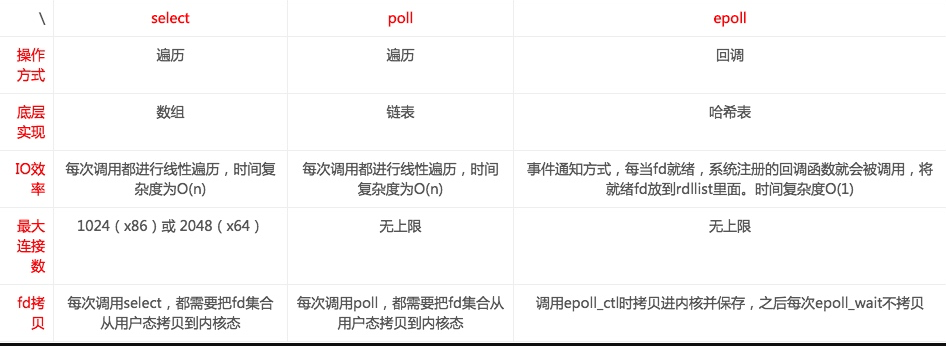 \ select poll epoll
操作
方式
遍历 遍历 回调
底层
实现
数组 链表 哈希表
IO效
率
每次调用都进行线性遍历，时间复
杂度为O(n)
每次调用都进行线性遍历，时间
复杂度为O(n)
事件通知方式，每当fd就绪，系统注册的回调函数就会被调用，将
就绪fd放到rdllist里面。时间复杂度O(1)
最大
连接
数
1024（x86）或 2048（x64）
无上限 无上限
fd拷
贝
每次调用select，都需要把fd集合
从用户态拷贝到内核态
每次调用poll，都需要把fd集合从
用户态拷贝到内核态
调用epoll_ctl时拷贝进内核并保存，之后每次epoll_wait不拷贝